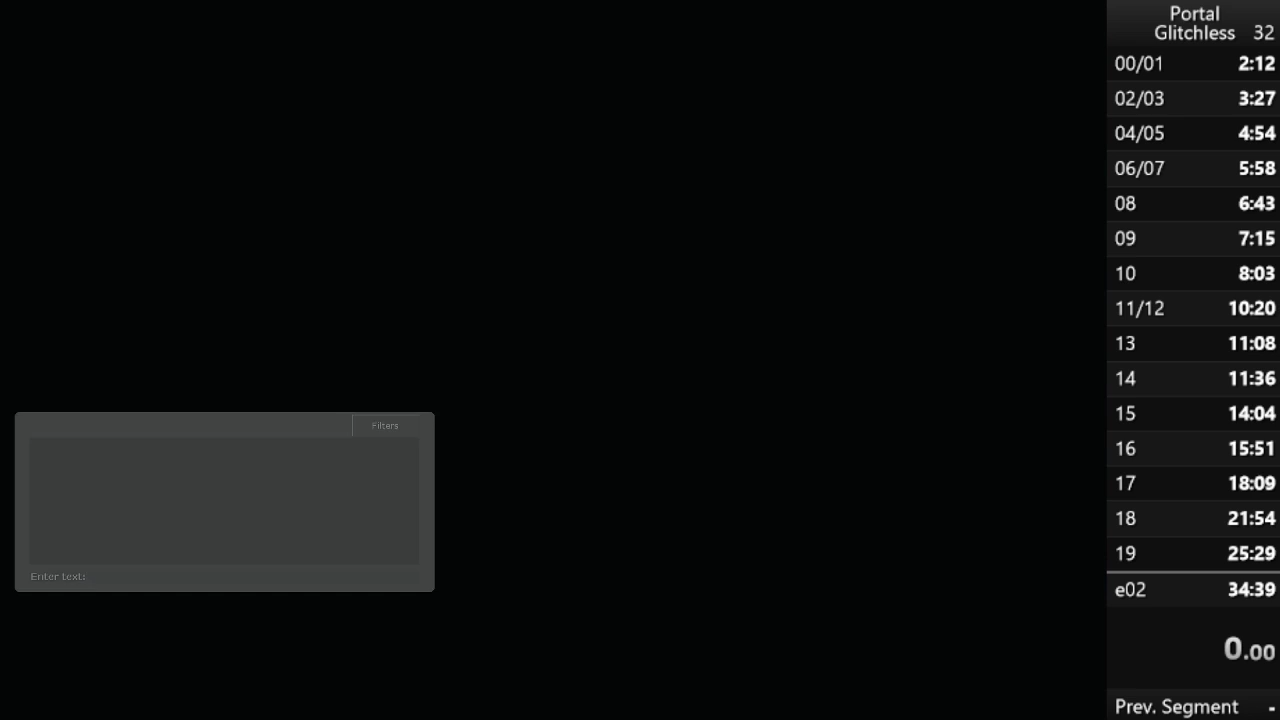 Portal
Glitchless 32
00/01 2:12
02/03 3:27
04/05 4:54
06/07 5:58
08 6:43
09 7:15
10 8:03
11/12 10:20
13 11:08
14 11:36
15 14:04
16 15:51
17 18:09
18 21:54
19 25:29
e02 34:39
0.00
Prev. Segment -
Filters
Enter text: